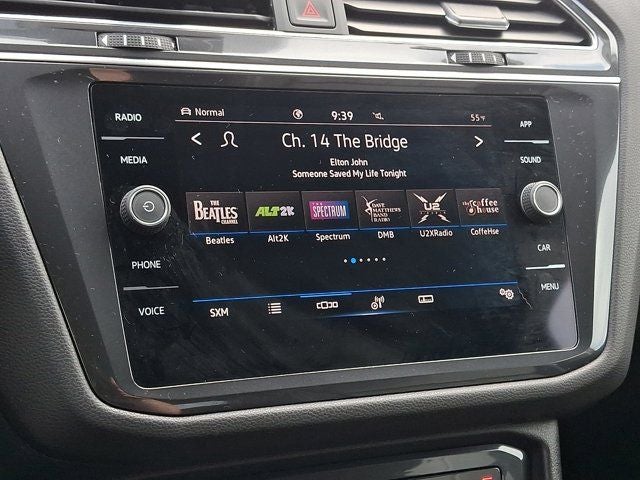 RADIO
MEDIA
PHONE
VOICE
Normal
9:39
55°F
Ch. 14 The Bridge
Elton John
Someone Saved My Life Tonight
THE BEATLES CHANNEL
ALT2K
SPECTRUM
DAVE MATTHEWS BAND RADIO
U2
the coffee house
Beatles
Alt2K
Spectrum
DMB
U2XRadio
CoffeHse
SXM
APP
SOUND
CAR
MENU